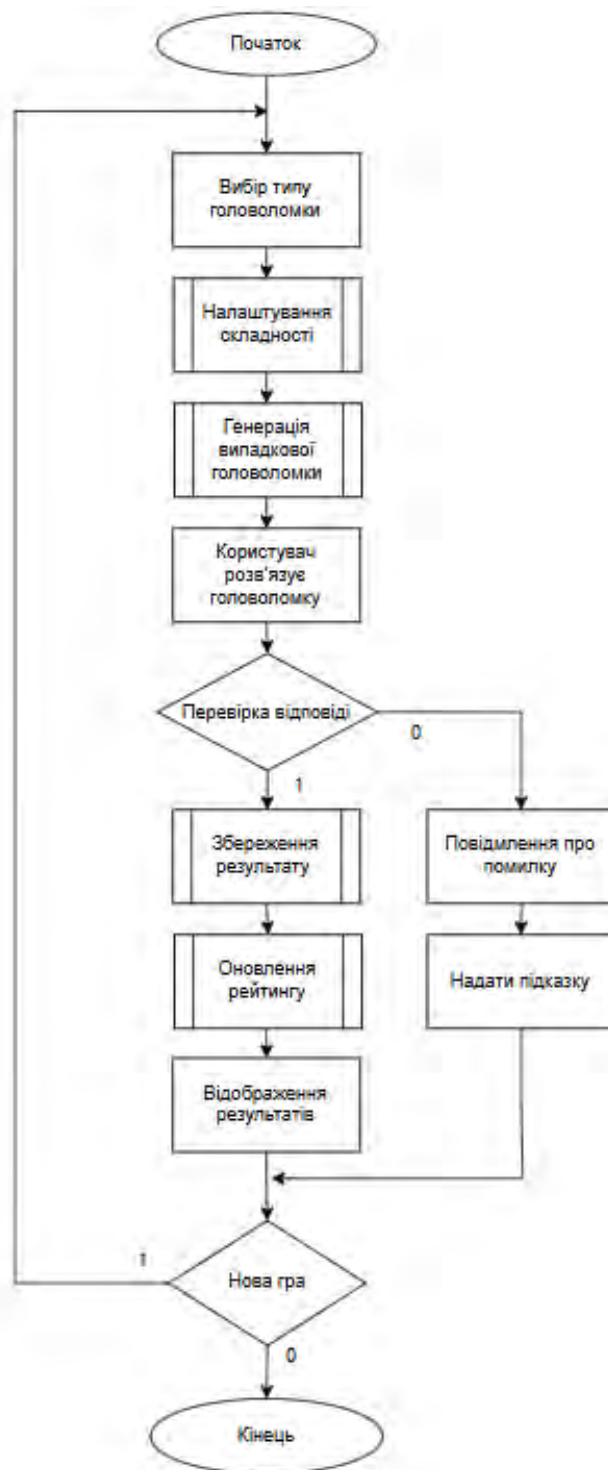 Початок
Вибір типу
головоломки
Налаштування
складності
Генерація
випадкової
головоломки
Користувач
розв'язує
головоломку
Перевірка відповіді
0
1
Збереження
результату
Повідмлення про
помилку
Оновлення
рейтингу
Надати підказку
Відображення
результатів
1
Нова гра
0
Кінець